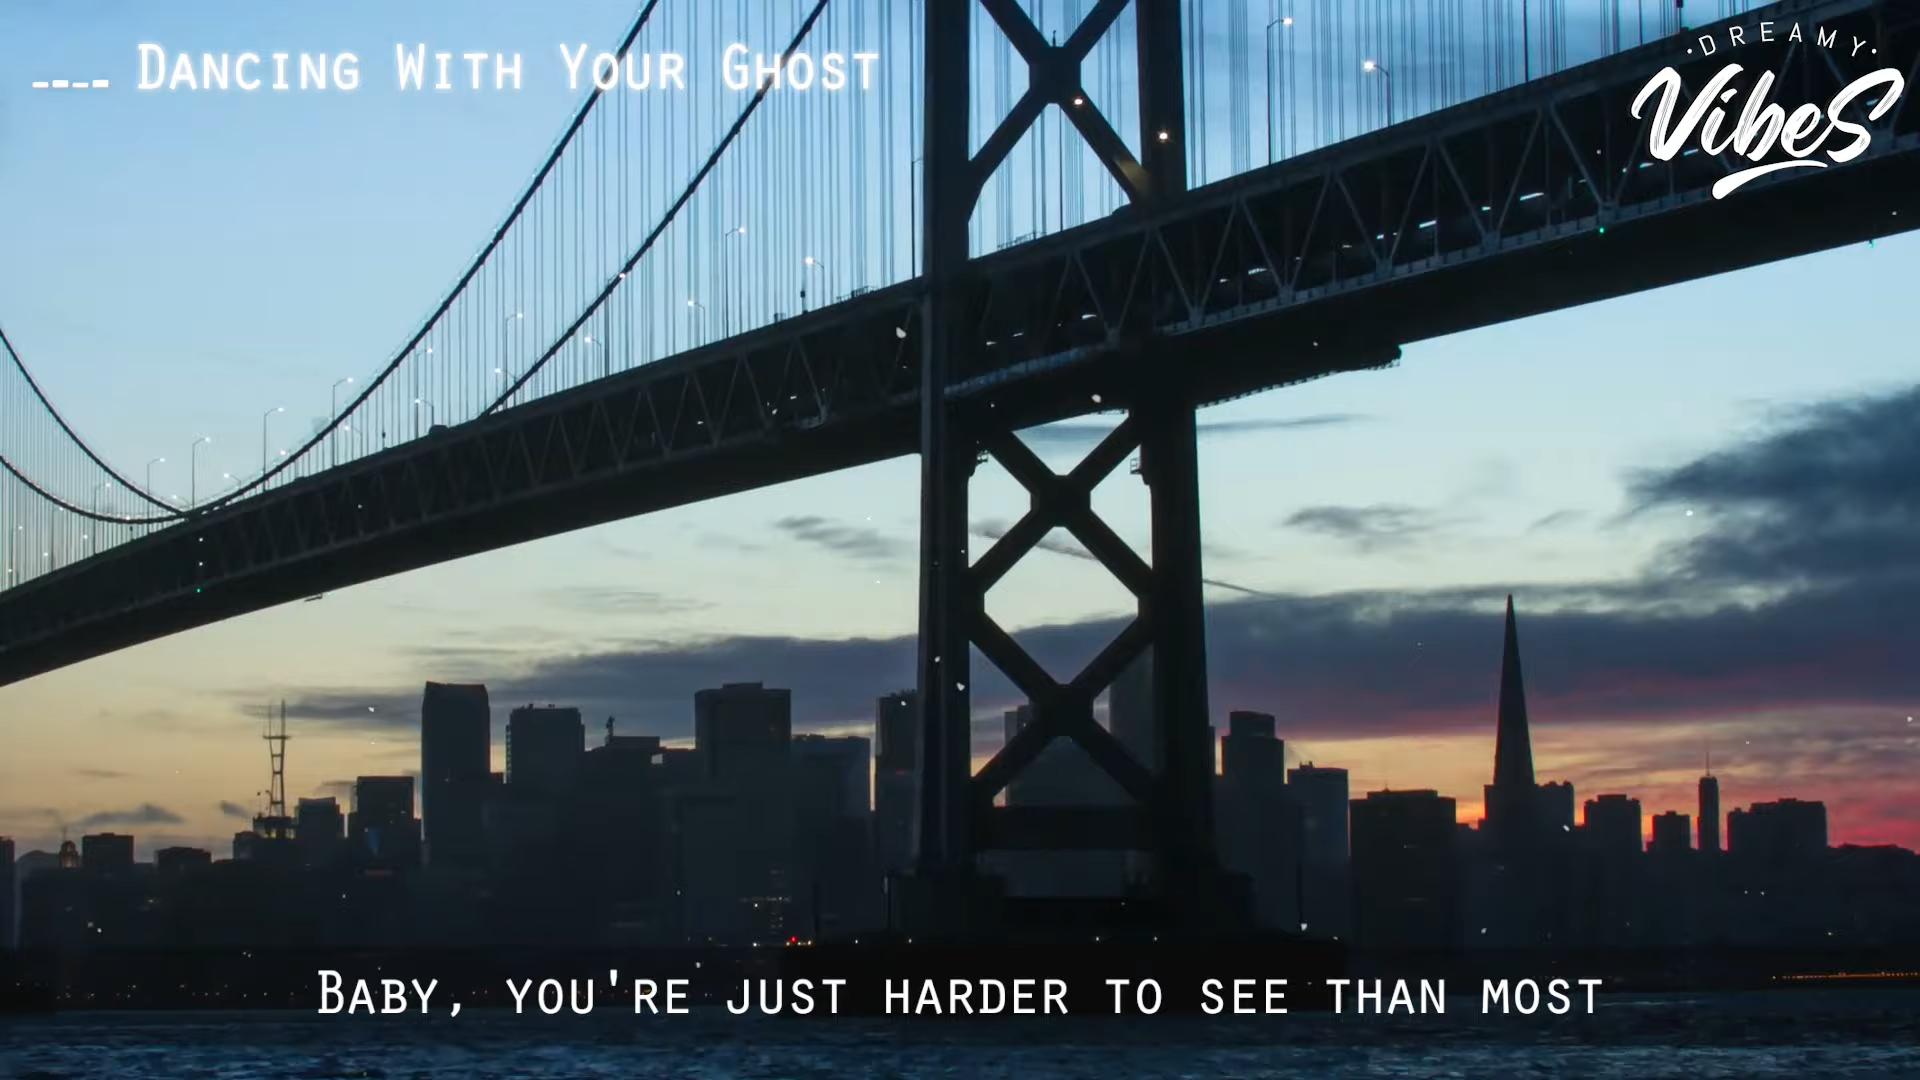 ---- Dancing With Your Ghost
·DREAMY·
Vibes
Baby, you're just harder to see than most